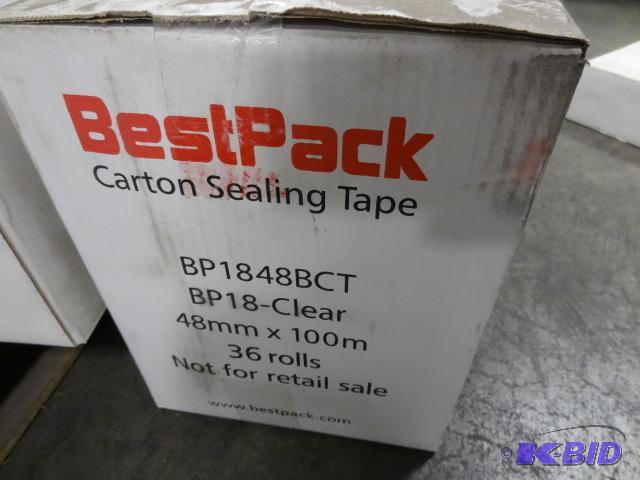 BestPack
Carton Sealing Tape
BP1848BCT
BP18-Clear
48mm x 100m
36 rolls
Not for retail sale
www.bestpack.com
© K-BID